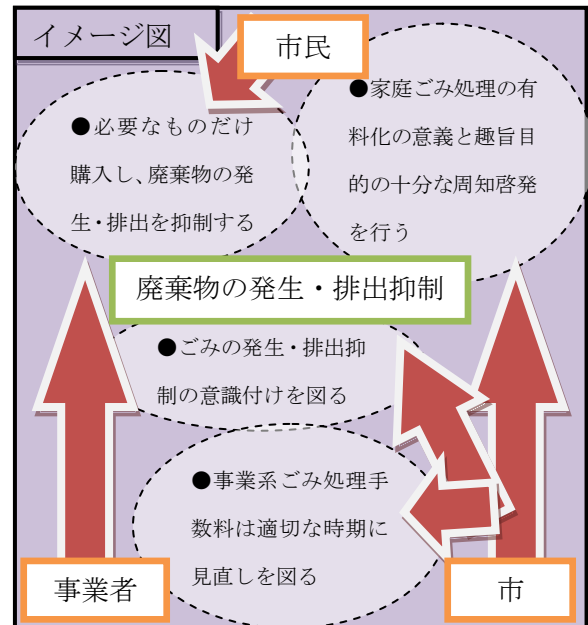 イメージ図
市民
●必要なものだけ
購入し、廃棄物の発
生・排出を抑制する
●家庭ごみ処理の有
料化の意義と趣旨目
的の十分な周知啓発
を行う
廃棄物の発生・排出抑制
●ごみの発生・排出抑
制の意識付けを図る
●事業系ごみ処理手
数料は適切な時期に
見直しを図る
事業者
市